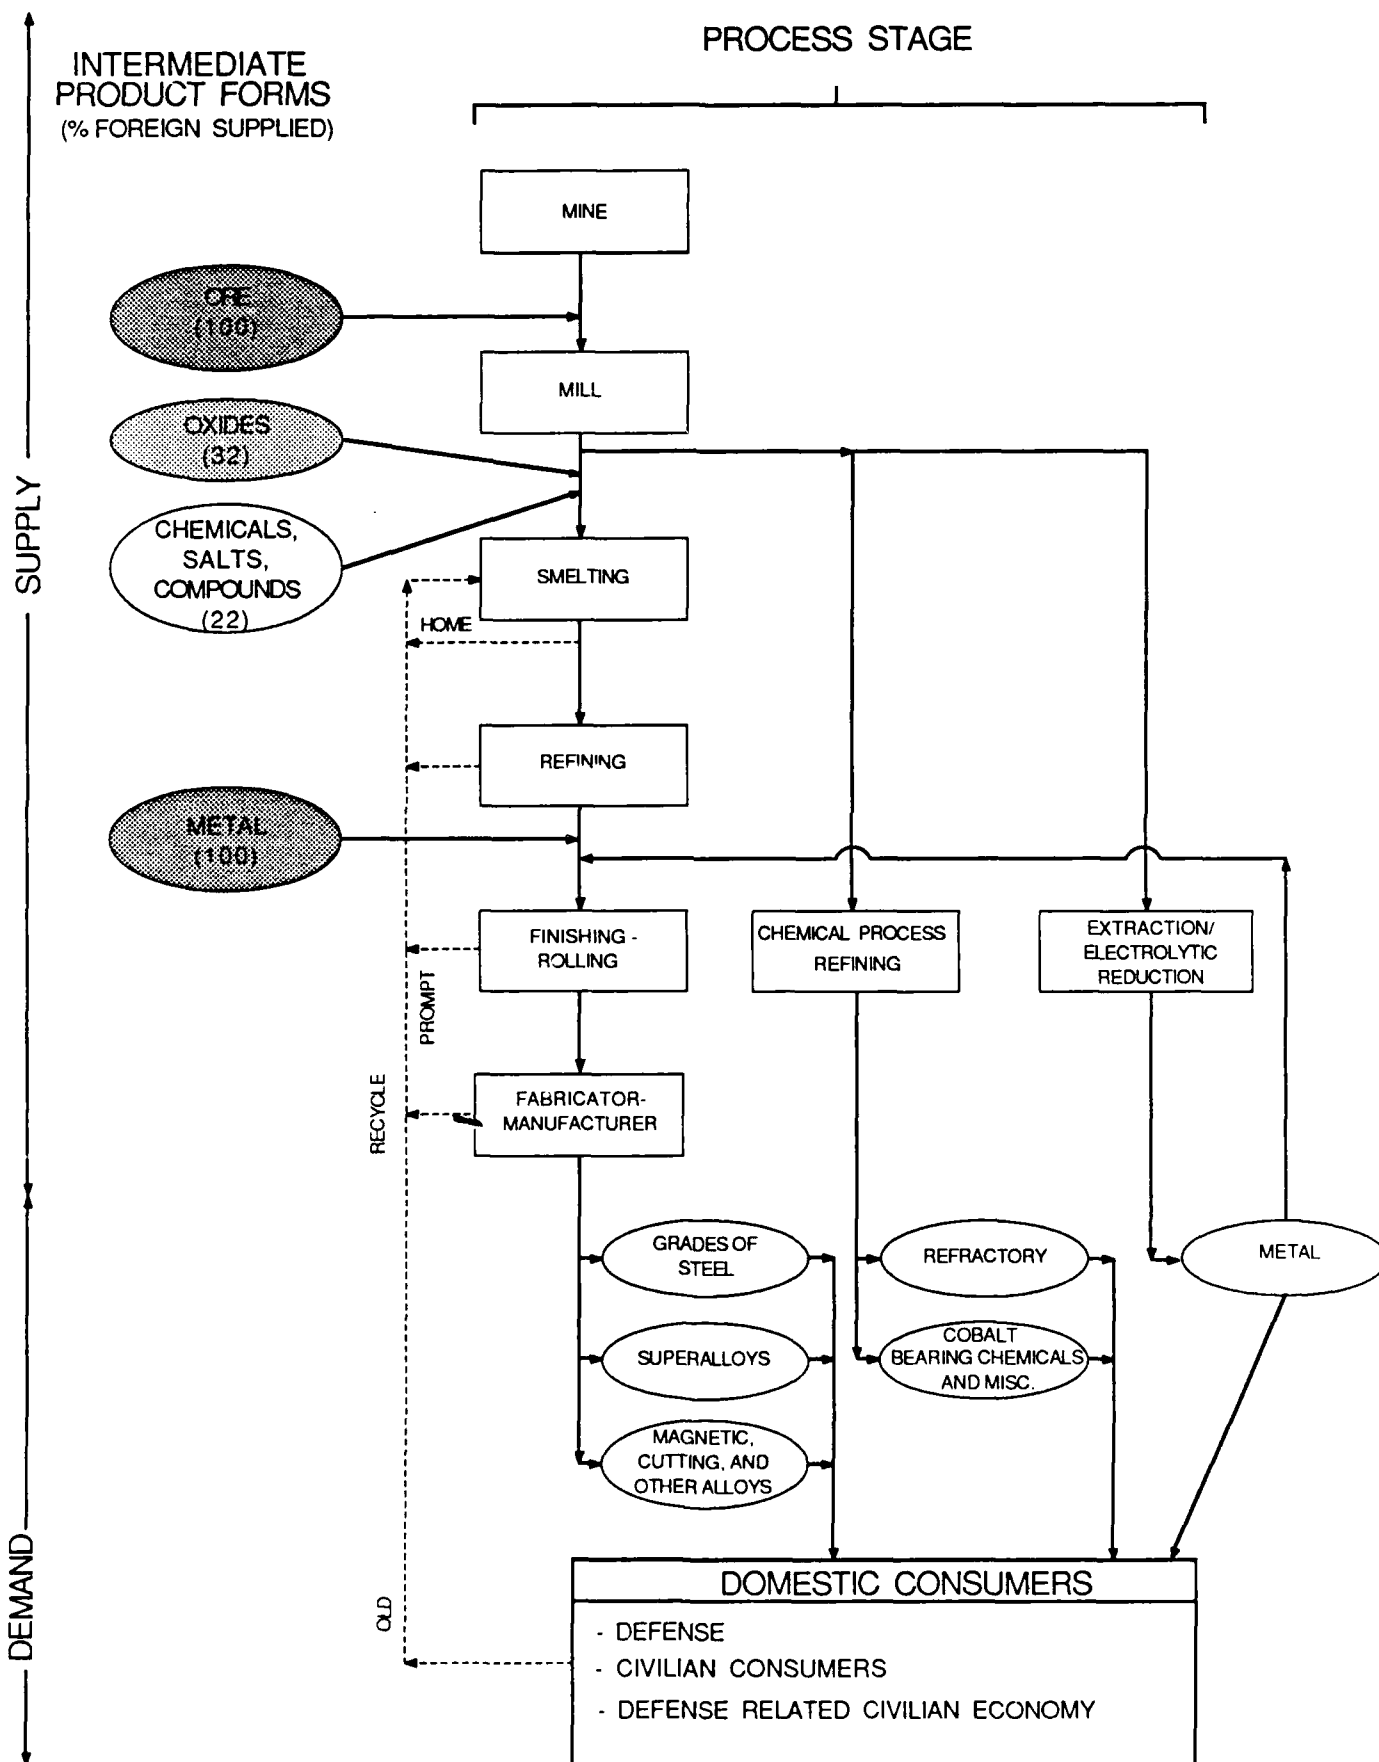 PROCESS STAGE
INTERMEDIATE
PRODUCT FORMS
(% FOREIGN SUPPLIED)
MINE
ORE
(100)
MILL
OXIDES
(32)
SUPPLY
CHEMICALS,
SALTS,
COMPOUNDS
(22)
SMELTING
HOME
REFINING
METAL
(100)
FINISHING -
ROLLING
CHEMICAL PROCESS
REFINING
EXTRACTION/
ELECTROLYTIC
REDUCTION
PROMPT
RECYCLE
FABRICATOR-
MANUFACTURER
GRADES OF
STEEL
REFRACTORY
METAL
SUPERALLOYS
COBALT
BEARING CHEMICALS
AND MISC.
MAGNETIC,
CUTTING, AND
OTHER ALLOYS
DEMAND
OLD
DOMESTIC CONSUMERS
- DEFENSE
- CIVILIAN CONSUMERS
- DEFENSE RELATED CIVILIAN ECONOMY